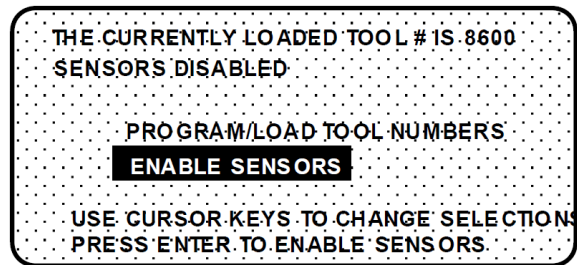 THE CURRENTLY LOADED TOOL # IS 8600
SENSORS DISABLED
PROGRAM/LOAD TOOL NUMBERS
ENABLE SENSORS
USE CURSOR KEYS TO CHANGE SELECTIONS
PRESS ENTER TO ENABLE SENSORS